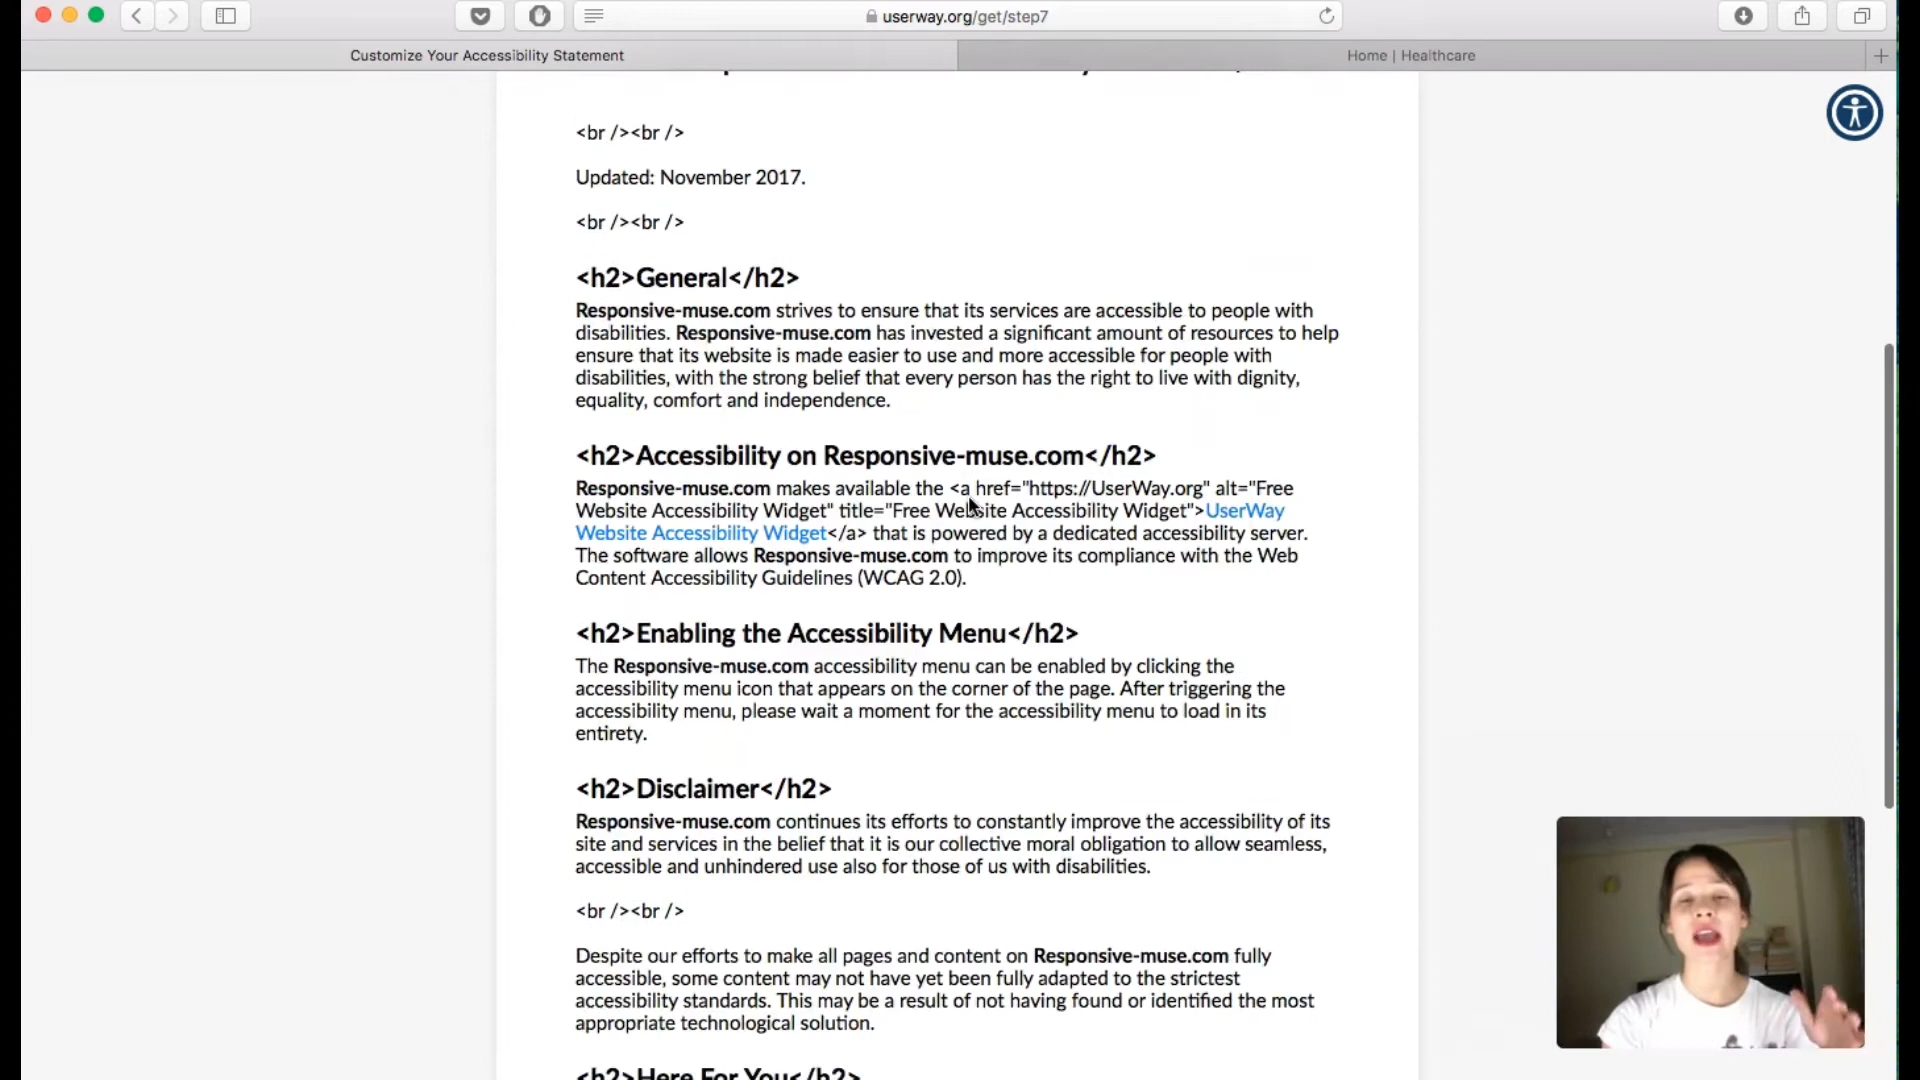 userway.org/get/step7
Customize Your Accessibility Statement
Home | Healthcare
<br /><br />
Updated: November 2017.
<br /><br />
<h2>General</h2>
Responsive-muse.com strives to ensure that its services are accessible to people with
disabilities. Responsive-muse.com has invested a significant amount of resources to help
ensure that its website is made easier to use and more accessible for people with
disabilities, with the strong belief that every person has the right to live with dignity,
equality, comfort and independence.
<h2>Accessibility on Responsive-muse.com</h2>
Responsive-muse.com makes available the <a href="https://UserWay.org" alt="Free
Website Accessibility Widget" title="Free Website Accessibility Widget">UserWay
Website Accessibility Widget</a> that is powered by a dedicated accessibility server.
The software allows Responsive-muse.com to improve its compliance with the Web
Content Accessibility Guidelines (WCAG 2.0).
<h2>Enabling the Accessibility Menu</h2>
The Responsive-muse.com accessibility menu can be enabled by clicking the
accessibility menu icon that appears on the corner of the page. After triggering the
accessibility menu, please wait a moment for the accessibility menu to load in its
entirety.
<h2>Disclaimer</h2>
Responsive-muse.com continues its efforts to constantly improve the accessibility of its
site and services in the belief that it is our collective moral obligation to allow seamless,
accessible and unhindered use also for those of us with disabilities.
<br /><br />
Despite our efforts to make all pages and content on Responsive-muse.com fully
accessible, some content may not have yet been fully adapted to the strictest
accessibility standards. This may be a result of not having found or identified the most
appropriate technological solution.
<h2>Here For You</h2>